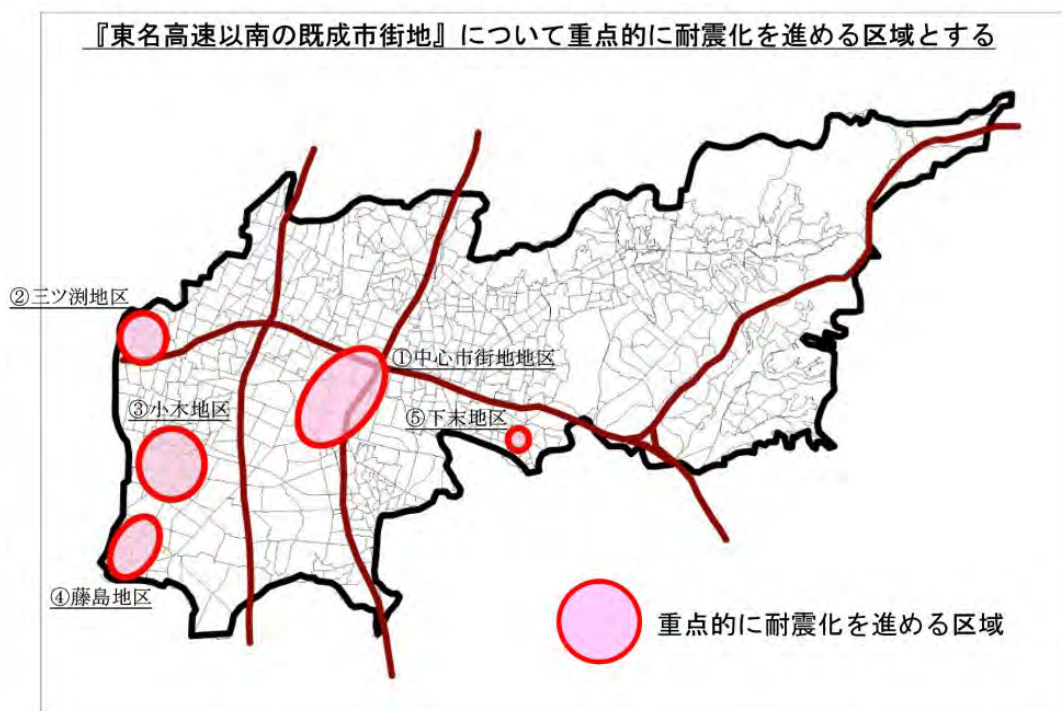 『東名高速以南の既成市街地』について重点的に耐震化を進める区域とする
②三ツ渕地区
①中心市街地地区
③小木地区
⑤下末地区
④藤島地区
重点的に耐震化を進める区域